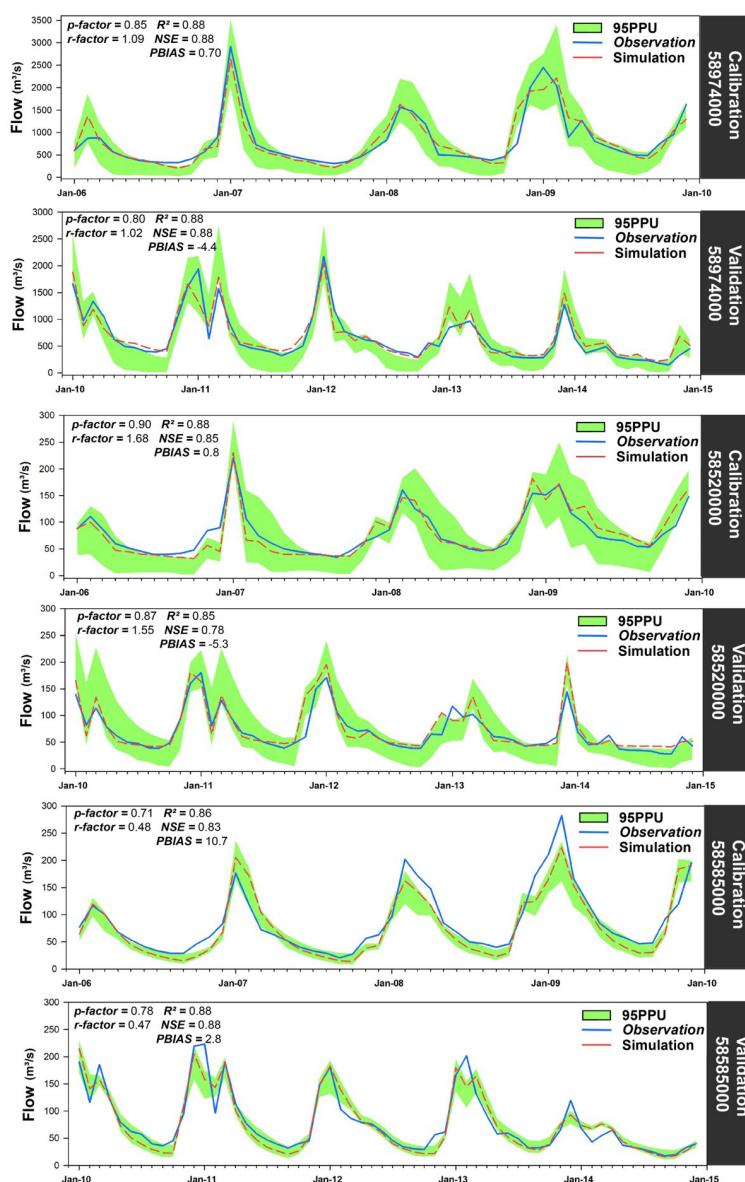 p-factor = 0.85 R² = 0.88
r-factor = 1.09 NSE = 0.88
PBIAS = 0.70
95PPU
Observation
Simulation
Flow (m³/s)
3500
3000
2500
2000
1500
1000
500
0
Jan-06 Jan-07 Jan-08 Jan-09 Jan-10
Calibration
58974000
p-factor = 0.80 R² = 0.88
r-factor = 1.02 NSE = 0.88
PBIAS = -4.4
95PPU
Observation
Simulation
Flow (m³/s)
3000
2500
2000
1500
1000
500
0
Jan-10 Jan-11 Jan-12 Jan-13 Jan-14 Jan-15
Validation
58974000
p-factor = 0.90 R² = 0.88
r-factor = 1.68 NSE = 0.85
PBIAS = 0.8
95PPU
Observation
Simulation
Flow (m³/s)
300
250
200
150
100
50
0
Jan-06 Jan-07 Jan-08 Jan-09 Jan-10
Calibration
58520000
p-factor = 0.87 R² = 0.85
r-factor = 1.55 NSE = 0.78
PBIAS = -5.3
95PPU
Observation
Simulation
Flow (m³/s)
300
250
200
150
100
50
0
Jan-10 Jan-11 Jan-12 Jan-13 Jan-14 Jan-15
Validation
58520000
p-factor = 0.71 R² = 0.86
r-factor = 0.48 NSE = 0.83
PBIAS = 10.7
95PPU
Observation
Simulation
Flow (m³/s)
300
250
200
150
100
50
0
Jan-06 Jan-07 Jan-08 Jan-09 Jan-10
Calibration
58585000
p-factor = 0.78 R² = 0.88
r-factor = 0.47 NSE = 0.88
PBIAS = 2.8
95PPU
Observation
Simulation
Flow (m³/s)
300
250
200
150
100
50
0
Jan-10 Jan-11 Jan-12 Jan-13 Jan-14 Jan-15
Validation
58585000